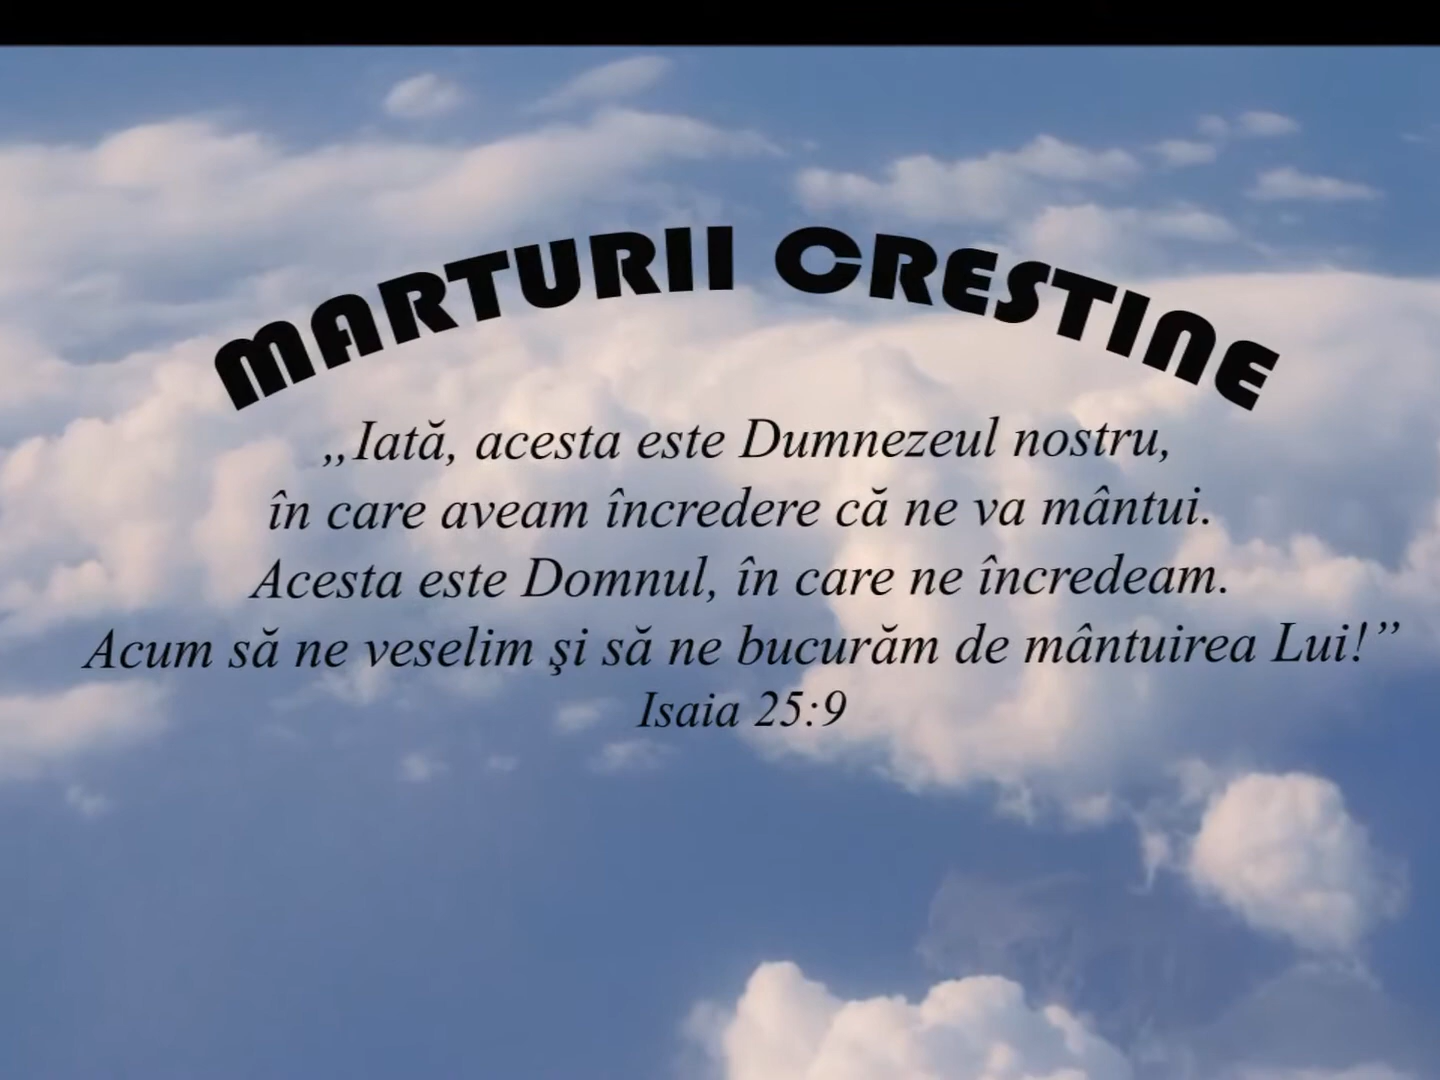 MARTURII CRESTINE
„Iată, acesta este Dumnezeul nostru,
în care aveam încredere că ne va mântui.
Acesta este Domnul, în care ne încredeam.
Acum să ne veselim şi să ne bucurăm de mântuirea Lui!”
Isaia 25:9